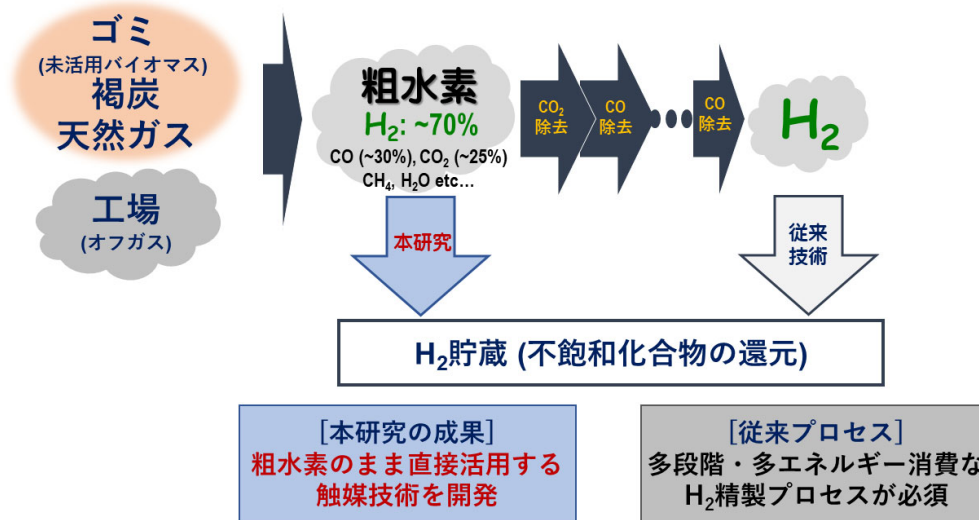 ゴミ
(未活用バイオマス)
褐炭
天然ガス
工場
(オフガス)
粗水素
H₂: ~70%
CO (~30%), CO₂ (~25%)
CH₄, H₂O etc…
CO₂
除去
CO
除去
CO
除去
H₂
本研究
従来
技術
H₂貯蔵 (不飽和化合物の還元)
[本研究の成果]
粗水素のまま直接活用する
触媒技術を開発
[従来プロセス]
多段階・多エネルギー消費な
H₂精製プロセスが必須